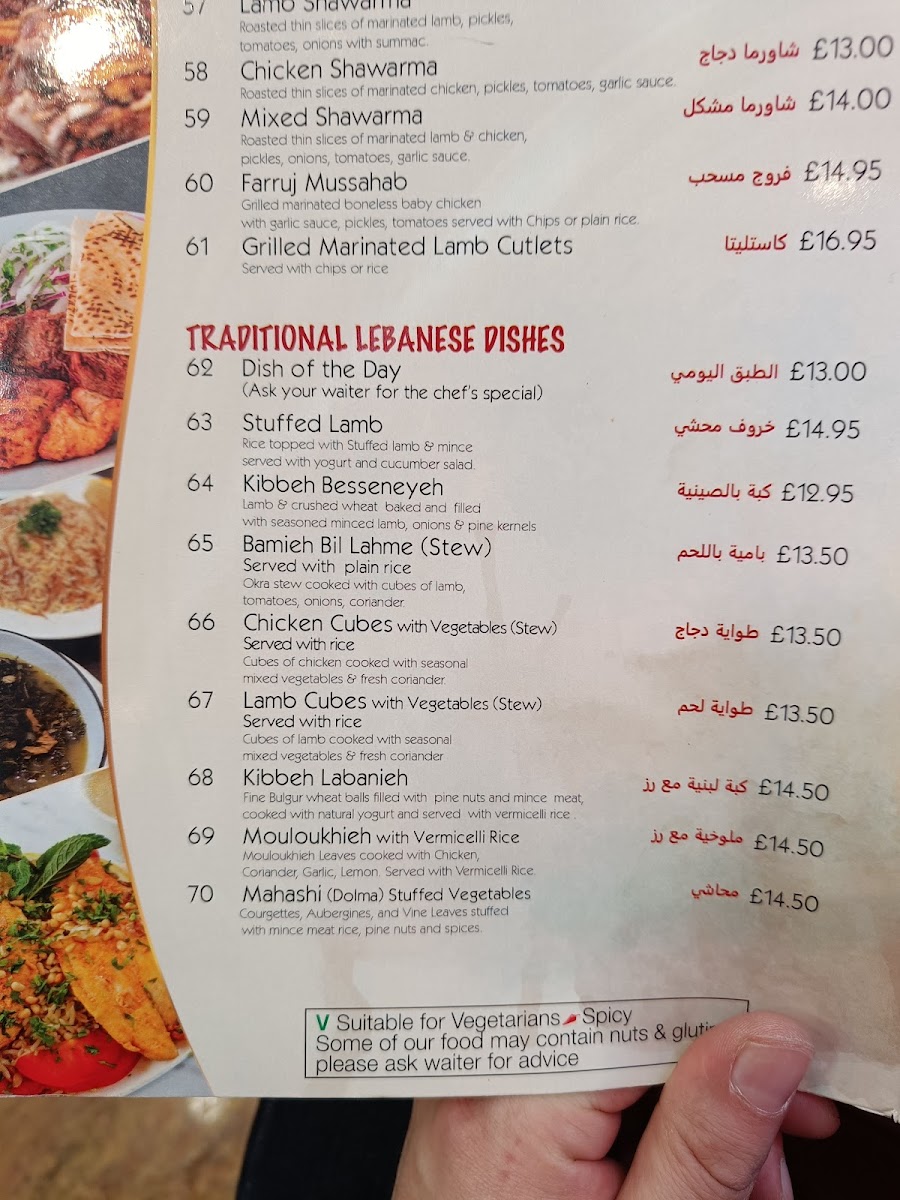 57 Lamb Shawarma
Roasted thin slices of marinated lamb, pickles,
tomatoes, onions with summac.
58 Chicken Shawarma شاورما دجاج £13.00
Roasted thin slices of marinated chicken, pickles, tomatoes, garlic sauce.
59 Mixed Shawarma شاورما مشكل £14.00
Roasted thin slices of marinated lamb & chicken,
pickles, onions, tomatoes, garlic sauce.
60 Farruj Mussahab فروج مسحب £14.95
Grilled marinated boneless baby chicken
with garlic sauce, pickles, tomatoes served with Chips or plain rice.
61 Grilled Marinated Lamb Cutlets كاستليتا £16.95
Served with chips or rice
TRADITIONAL LEBANESE DISHES
62 Dish of the Day الطبق اليومي £13.00
(Ask your waiter for the chef's special)
63 Stuffed Lamb خروف محشي £14.95
Rice topped with Stuffed lamb & mince
served with yogurt and cucumber salad.
64 Kibbeh Besseneyeh كبة بالصينية £12.95
Lamb & crushed wheat baked and filled
with seasoned minced lamb, onions & pine kernels
65 Bamieh Bil Lahme (Stew) بامية باللحم £13.50
Served with plain rice
Okra stew cooked with cubes of lamb,
tomatoes, onions, coriander.
66 Chicken Cubes with Vegetables (Stew) طواية دجاج £13.50
Served with rice
Cubes of chicken cooked with seasonal
mixed vegetables & fresh coriander.
67 Lamb Cubes with Vegetables (Stew) طواية لحم £13.50
Served with rice
Cubes of lamb cooked with seasonal
mixed vegetables & fresh coriander
68 Kibbeh Labanieh كبة لبنية مع رز £14.50
Fine Bulgur wheat balls filled with pine nuts and mince meat,
cooked with natural yogurt and served with vermicelli rice .
69 Mouloukhieh with Vermicelli Rice ملوخية مع رز £14.50
Mouloukhieh Leaves cooked with Chicken,
Coriander, Garlic, Lemon. Served with Vermicelli Rice.
70 Mahashi (Dolma) Stuffed Vegetables محاشي £14.50
Courgettes, Aubergines, and Vine Leaves stuffed
with mince meat rice, pine nuts and spices.
V Suitable for Vegetarians Spicy
Some of our food may contain nuts &
please ask waiter for advice